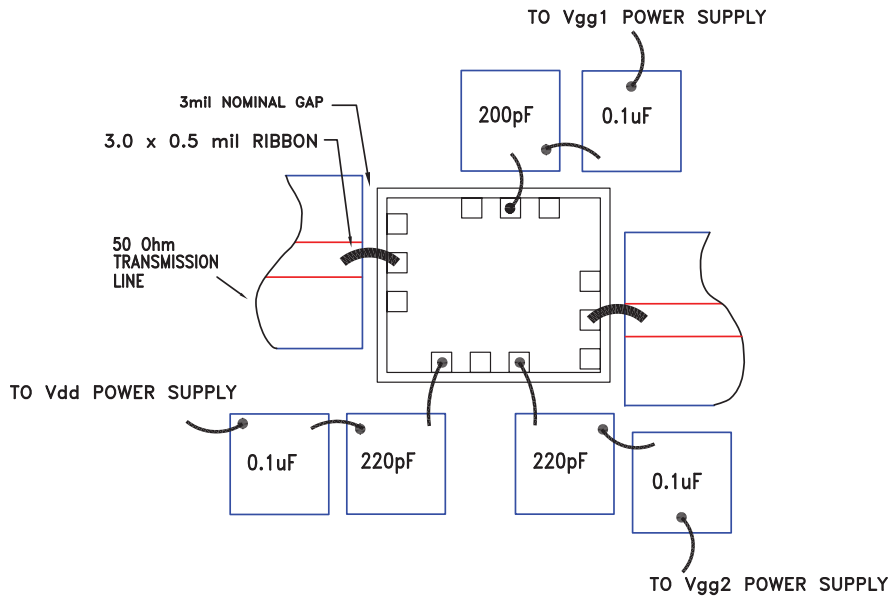 TO Vgg1 POWER SUPPLY
3mil NOMINAL GAP
200pF
0.1uF
3.0 x 0.5 mil RIBBON
50 Ohm
TRANSMISSION
LINE
TO Vdd POWER SUPPLY
0.1uF
220pF
220pF
0.1uF
TO Vgg2 POWER SUPPLY